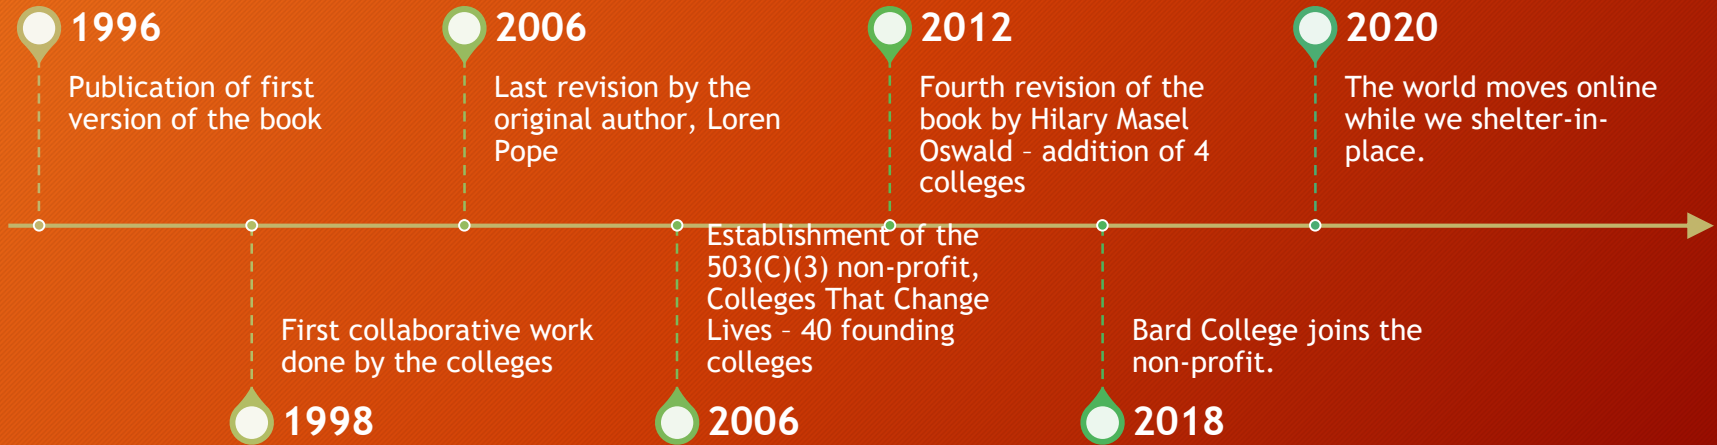 1996
Publication of first
version of the book
1998
First collaborative work
done by the colleges
2006
Last revision by the
original author, Loren
Pope
2006
Establishment of the
503(C)(3) non-profit,
Colleges That Change
Lives – 40 founding
colleges
2012
Fourth revision of the
book by Hilary Masel
Oswald – addition of 4
colleges
2018
Bard College joins the
non-profit.
2020
The world moves online
while we shelter-in-
place.